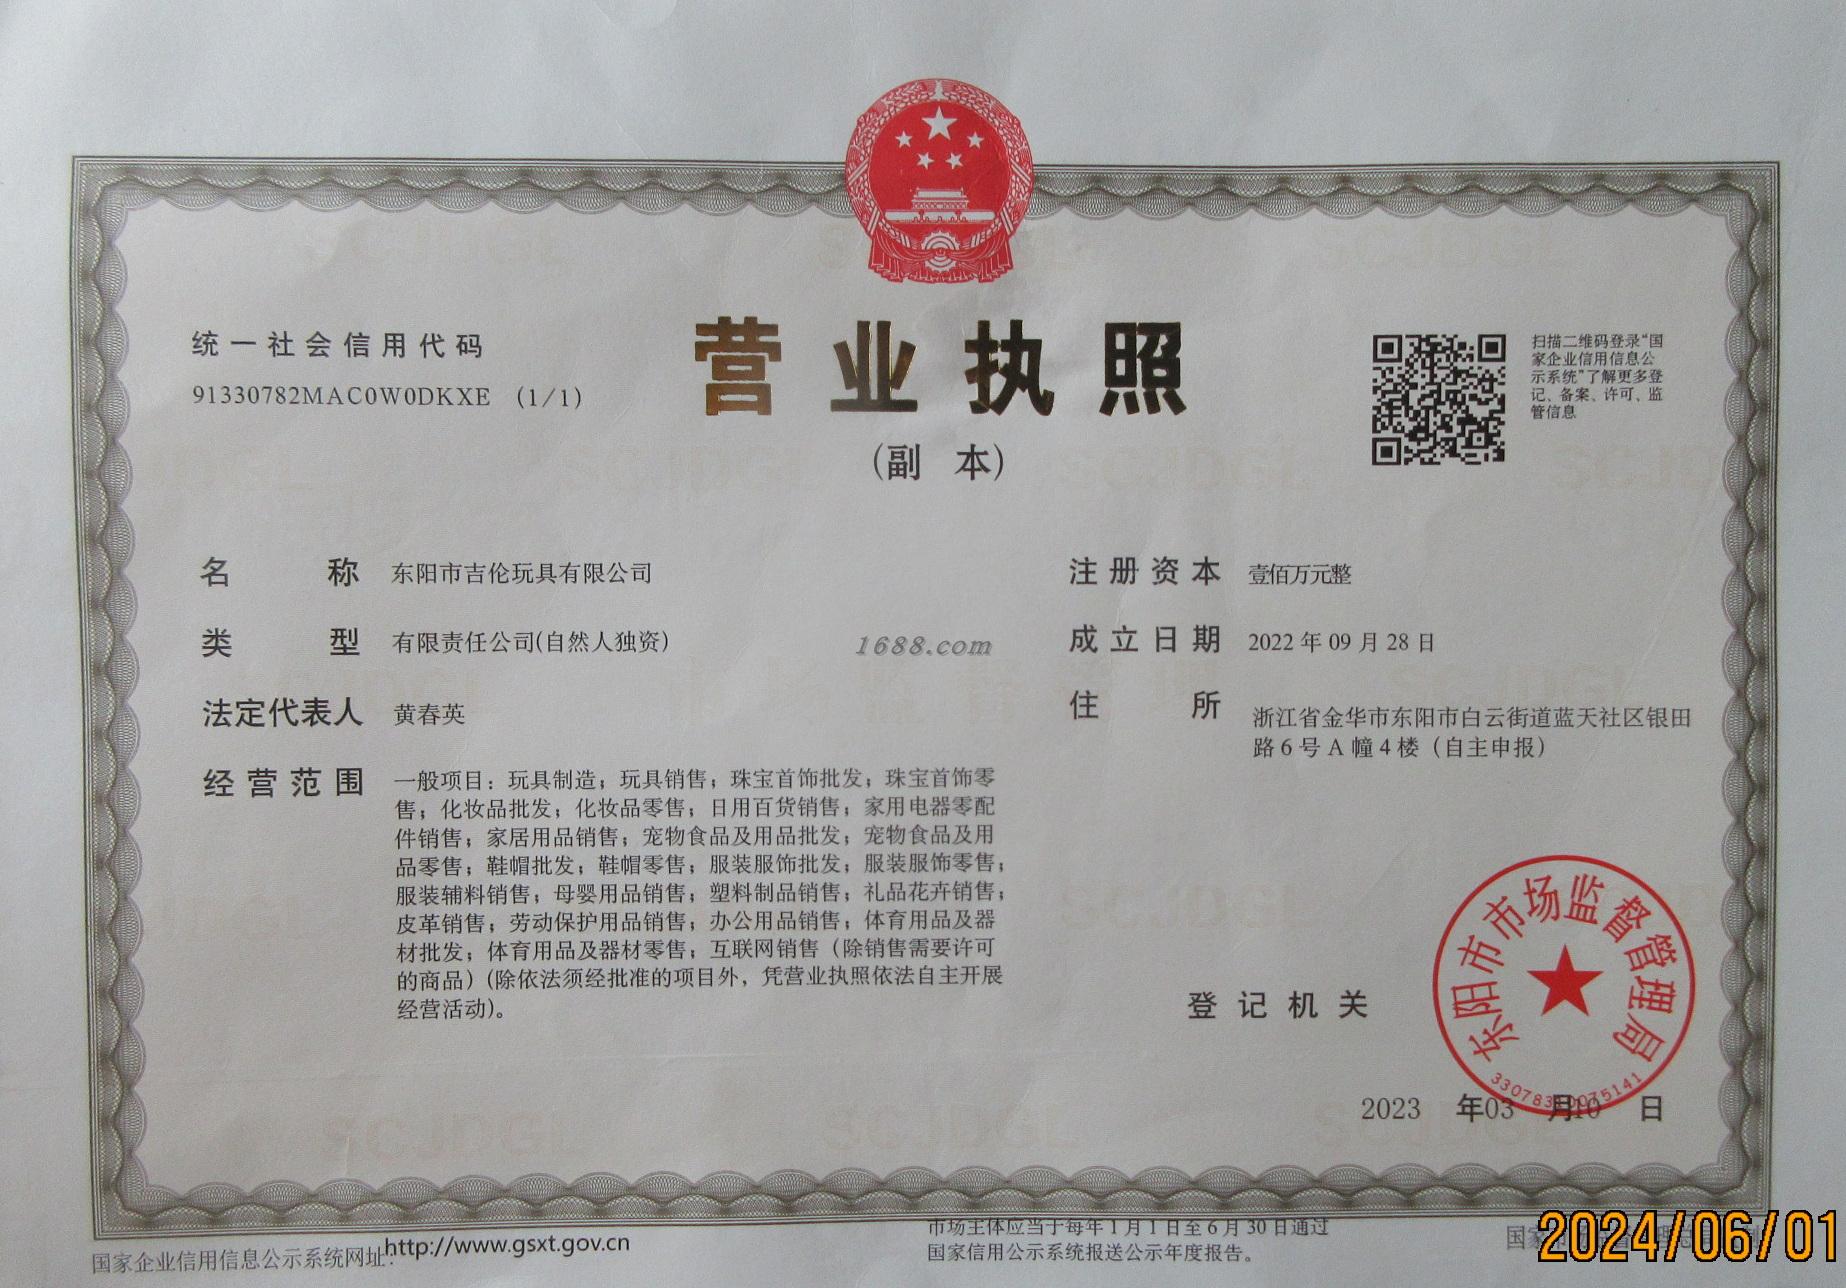 营业执照
(副 本)
统一社会信用代码
91330782MAC0W0DKXE (1/1)
扫描二维码登录“国
家企业信用信息公
示系统”了解更多登
记、备案、许可、监
管信息
名称 东阳市吉伦玩具有限公司
类型 有限责任公司(自然人独资)
法定代表人 黄春英
经营范围 一般项目：玩具制造；玩具销售；珠宝首饰批发；珠宝首饰零
售；化妆品批发；化妆品零售；日用百货销售；家用电器零配
件销售；家居用品销售；宠物食品及用品批发；宠物食品及用
品零售；鞋帽批发；鞋帽零售；服装服饰批发；服装服饰零售；
服装辅料销售；母婴用品销售；塑料制品销售；礼品花卉销售；
皮革销售；劳动保护用品销售；办公用品销售；体育用品及器
材批发；体育用品及器材零售；互联网销售（除销售需要许可
的商品）(除依法须经批准的项目外，凭营业执照依法自主开展
经营活动)。
1688.com
注册资本 壹佰万元整
成立日期 2022年09月28日
住所 浙江省金华市东阳市白云街道蓝天社区银田
路6号A幢4楼（自主申报）
登记机关
东阳市市场监督管理局
2023 年03 月10 日
国家企业信用信息公示系统网址：http://www.gsxt.gov.cn
市场主体应当于每年1月1日至6月30日通过
国家信用公示系统报送公示年度报告。
2024/06/01